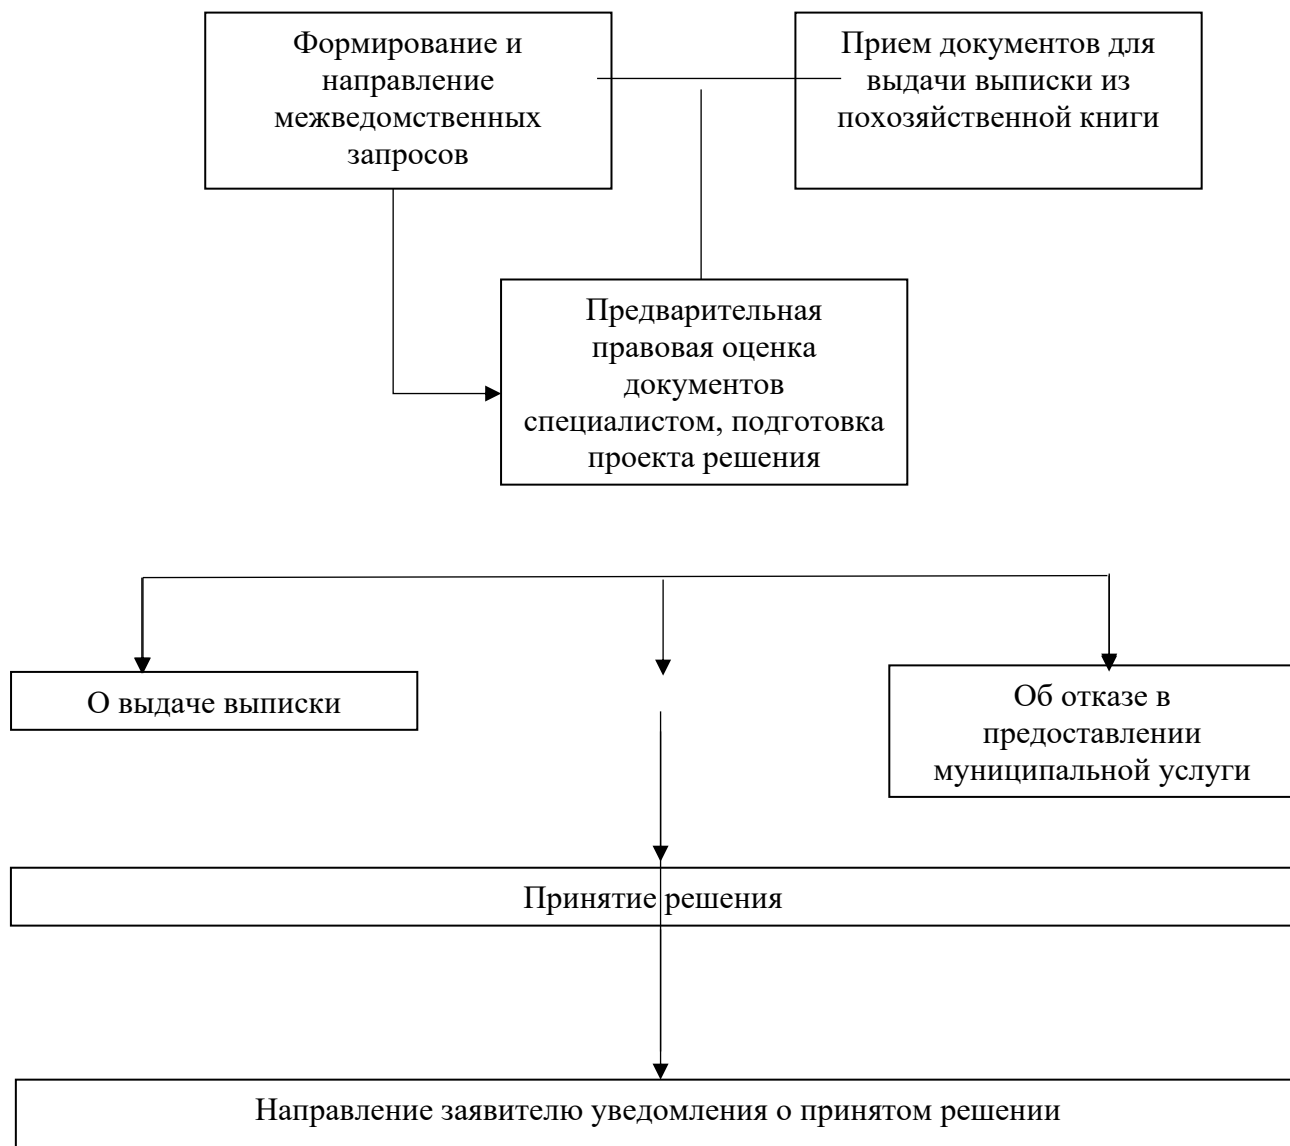 Формирование и
направление
межведомственных
запросов
Прием документов для
выдачи выписки из
похозяйственной книги
Предварительная
правовая оценка
документов
специалистом, подготовка
проекта решения
О выдаче выписки
Об отказе в
предоставлении
муниципальной услуги
Принятие решения
Направление заявителю уведомления о принятом решении